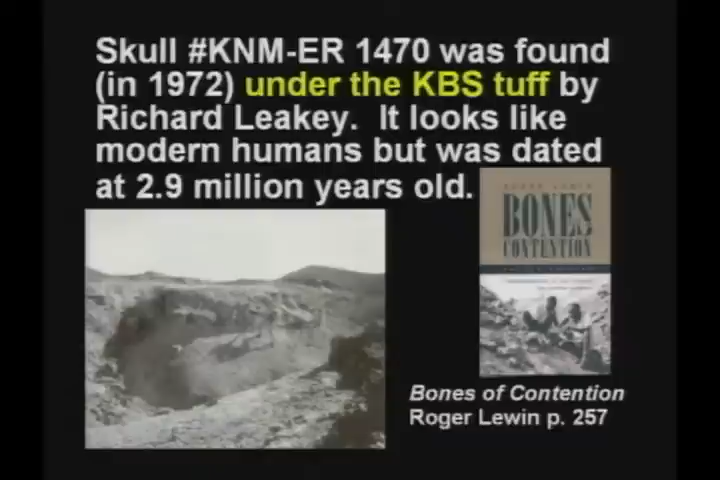 Skull #KNM-ER 1470 was found
(in 1972) under the KBS tuff by
Richard Leakey.  It looks like
modern humans but was dated
at 2.9 million years old.
BONES
CONTENTION
Bones of Contention
Roger Lewin p. 257